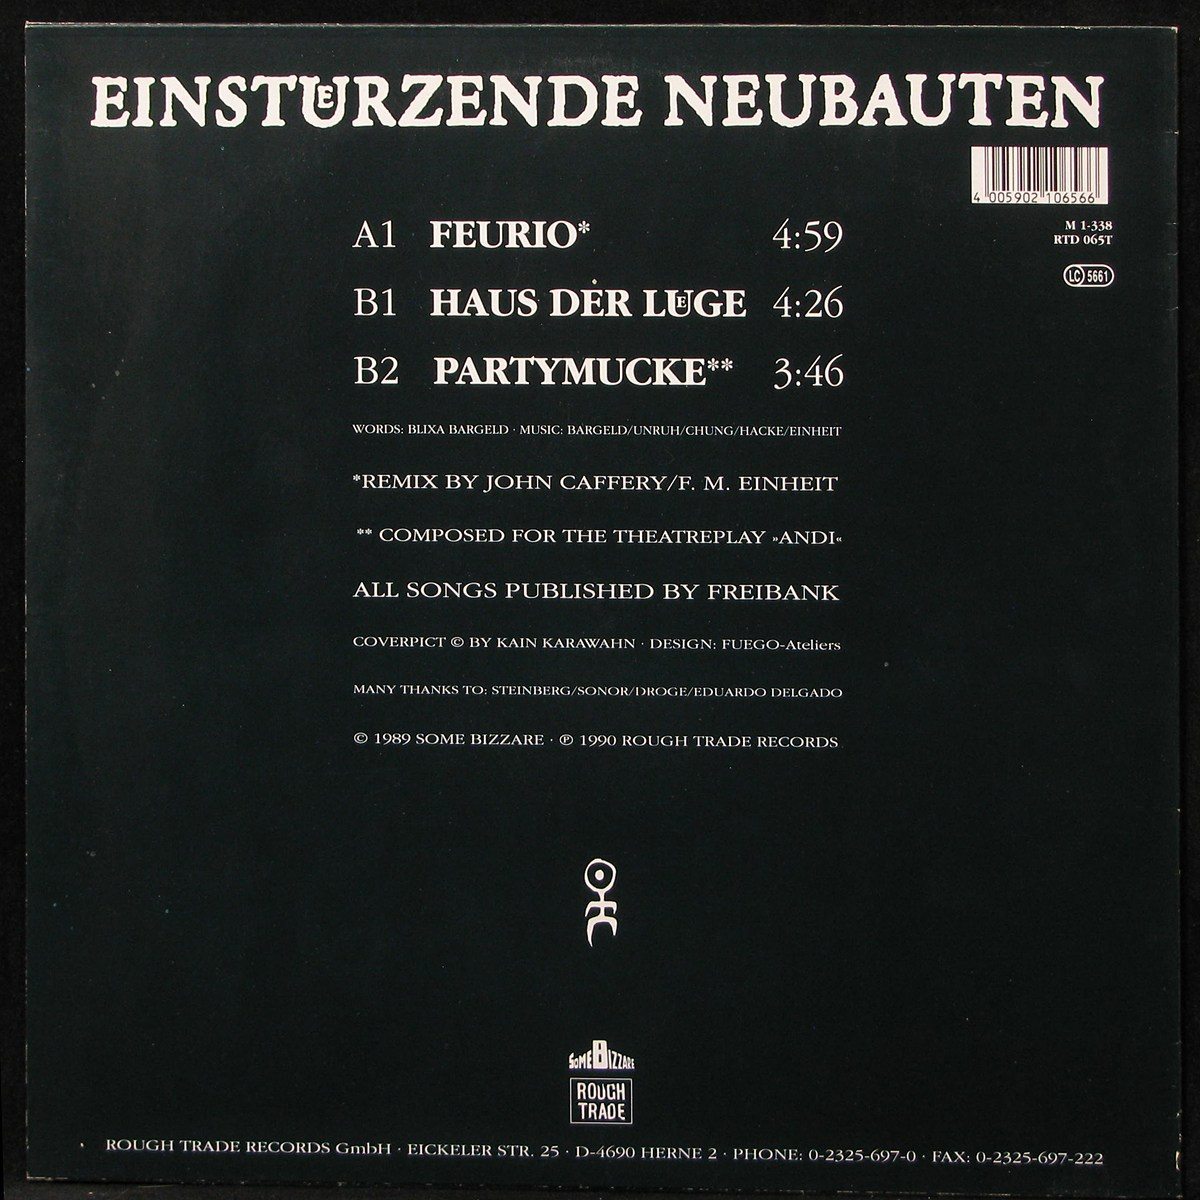 EINSTÜRZENDE NEUBAUTEN
4 005902 106566
M 1-338
RTD 065T
LC 5661
A1 FEURIO* 4:59
B1 HAUS DER LÜGE 4:26
B2 PARTYMUCKE** 3:46
WORDS: BLIXA BARGELD · MUSIC: BARGELD/UNRUH/CHUNG/HACKE/EINHEIT
*REMIX BY JOHN CAFFERY/F. M. EINHEIT
** COMPOSED FOR THE THEATREPLAY »ANDI«
ALL SONGS PUBLISHED BY FREIBANK
COVERPICT © BY KAIN KARAWAHN · DESIGN: FUEGO-Ateliers
MANY THANKS TO: STEINBERG/SONOR/DROGE/EDUARDO DELGADO
© 1989 SOME BIZZARE · ℗ 1990 ROUGH TRADE RECORDS
SOME BIZZARE
ROUGH
TRADE
ROUGH TRADE RECORDS GmbH · EICKELER STR. 25 · D-4690 HERNE 2 · PHONE: 0-2325-697-0 · FAX: 0-2325-697-222